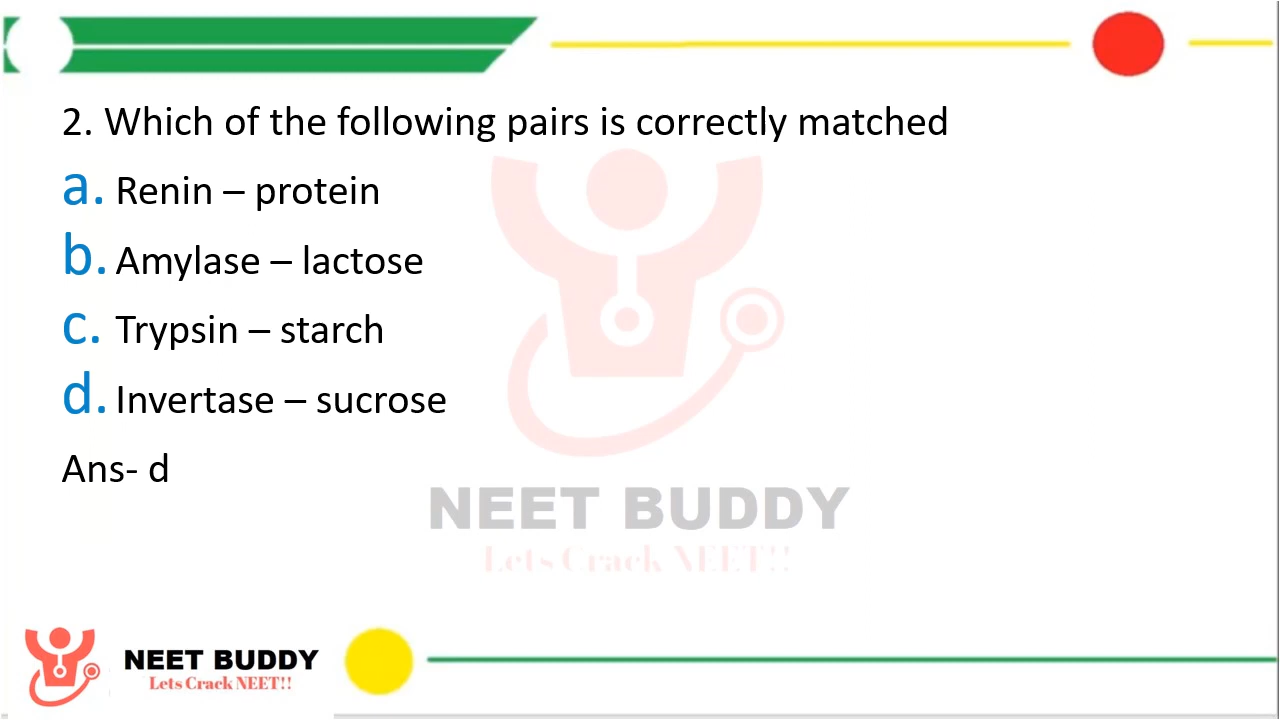 2. Which of the following pairs is correctly matched
a. Renin – protein
b. Amylase – lactose
c. Trypsin – starch
d. Invertase – sucrose
Ans- d
NEET BUDDY
Lets Crack NEET!!
NEET BUDDY
Lets Crack NEET!!